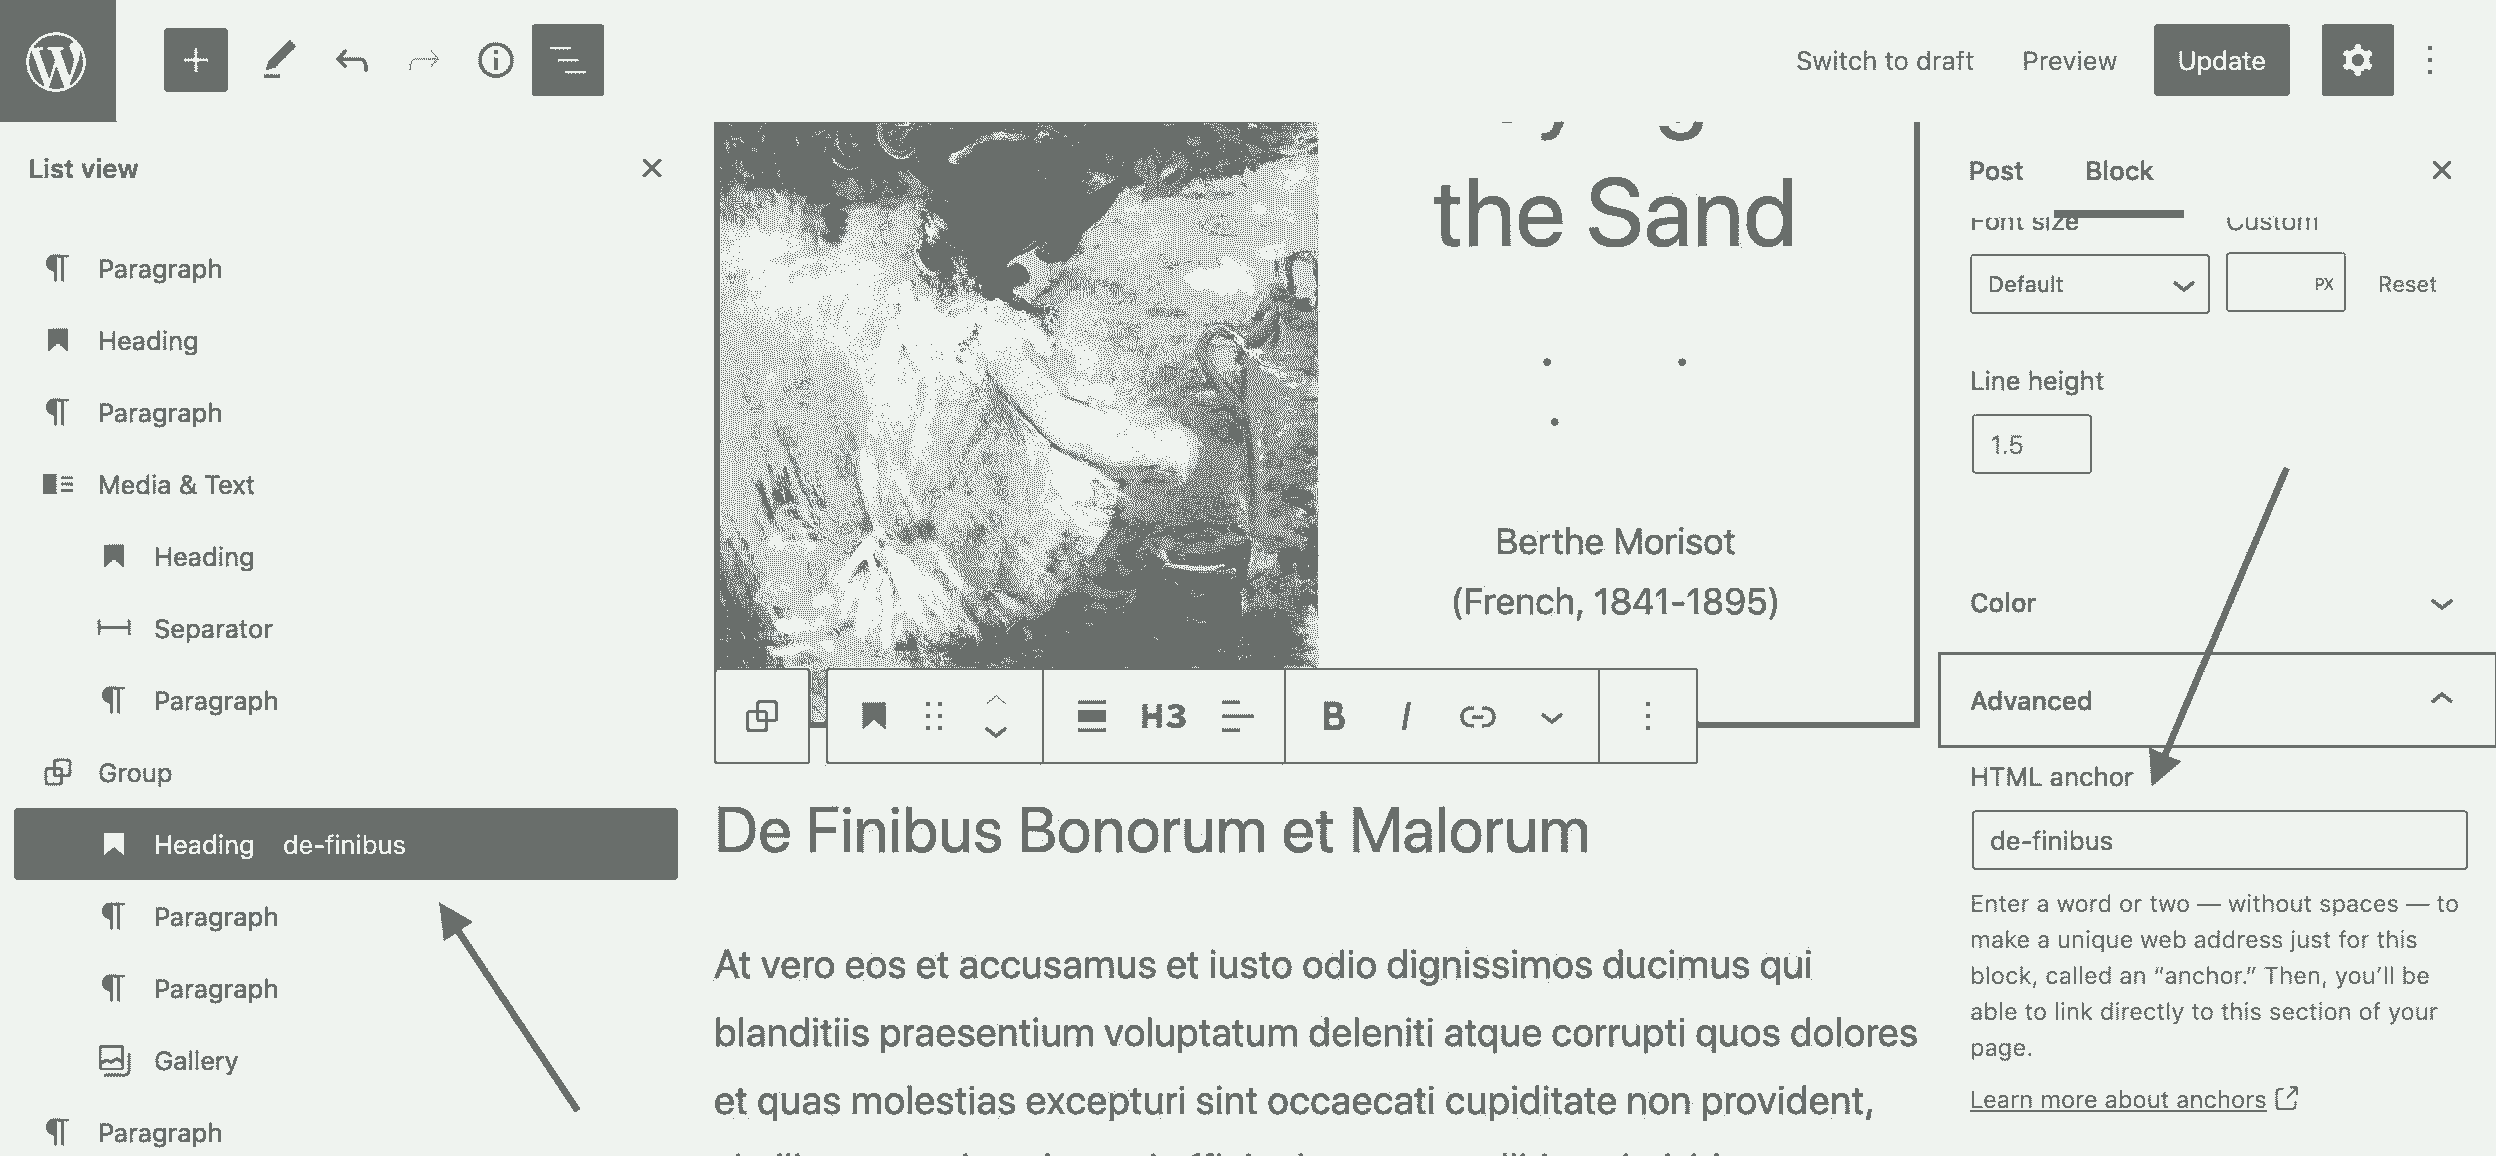 Switch to draft
Preview
Update
List view
Paragraph
Heading
Paragraph
Media & Text
Heading
Separator
Paragraph
Group
Heading de-finibus
Paragraph
Paragraph
Gallery
Paragraph
the Sand
Berthe Morisot
(French, 1841-1895)
H3
B
I
De Finibus Bonorum et Malorum
At vero eos et accusamus et iusto odio dignissimos ducimus qui
blanditiis praesentium voluptatum deleniti atque corrupti quos dolores
et quas molestias excepturi sint occaecati cupiditate non provident,
Post
Block
Font size
Custom
Default
PX
Reset
Line height
1.5
Color
Advanced
HTML anchor
de-finibus
Enter a word or two — without spaces — to
make a unique web address just for this
block, called an “anchor.” Then, you’ll be
able to link directly to this section of your
page.
Learn more about anchors